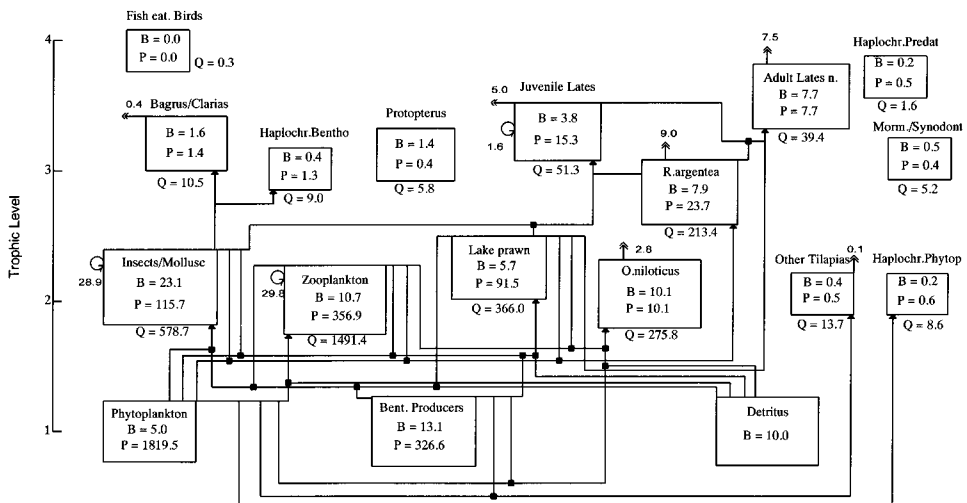 Fish eat. Birds
B = 0.0
P = 0.0
Q = 0.3
7.5
Haplochr.Predat
B = 0.2
P = 0.5
Q = 1.6
Adult Lates n.
B = 7.7
P = 7.7
Q = 39.4
4
0.4
Bagrus/Clarias
B = 1.6
P = 1.4
Q = 10.5
Haplochr.Bentho
B = 0.4
P = 1.3
Q = 9.0
Protopterus
B = 1.4
P = 0.4
Q = 5.8
5.0
Juvenile Lates
B = 3.8
P = 15.3
1.6
Q = 51.3
9.0
R.argentea
B = 7.9
P = 23.7
Q = 213.4
Morm./Synodont
B = 0.5
P = 0.4
Q = 5.2
3
Trophic Level
Insects/Mollusc
B = 23.1
P = 115.7
28.9
Q = 578.7
Zooplankton
B = 10.7
P = 356.9
29.8
Q = 1491.4
Lake prawn
B = 5.7
P = 91.5
Q = 366.0
2.8
O.niloticus
B = 10.1
P = 10.1
Q = 275.8
0.1
Other Tilapias
B = 0.4
P = 0.5
Q = 13.7
Haplochr.Phytop
B = 0.2
P = 0.6
Q = 8.6
2
Phytoplankton
B = 5.0
P = 1819.5
Bent. Producers
B = 13.1
P = 326.6
Detritus
B = 10.0
1